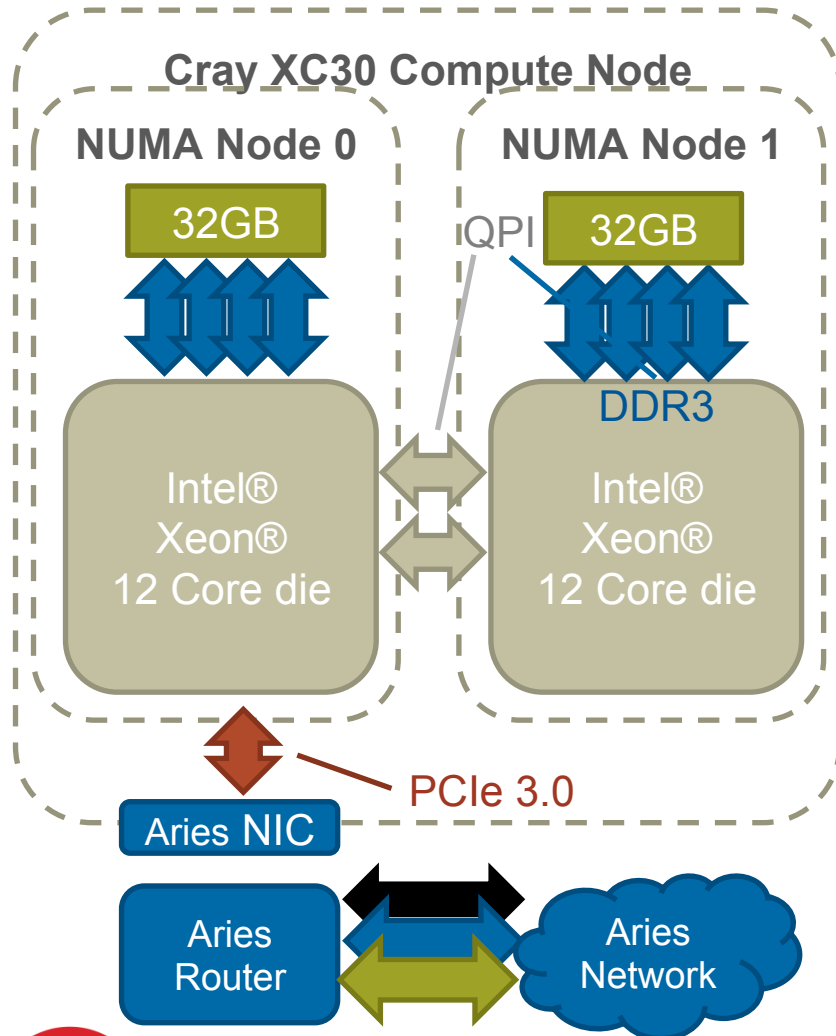 Cray XC30 Compute Node
NUMA Node 0
NUMA Node 1
32GB
QPI
32GB
DDR3
Intel®
Xeon®
12 Core die
Intel®
Xeon®
12 Core die
PCIe 3.0
Aries NIC
Aries
Router
Aries
Network